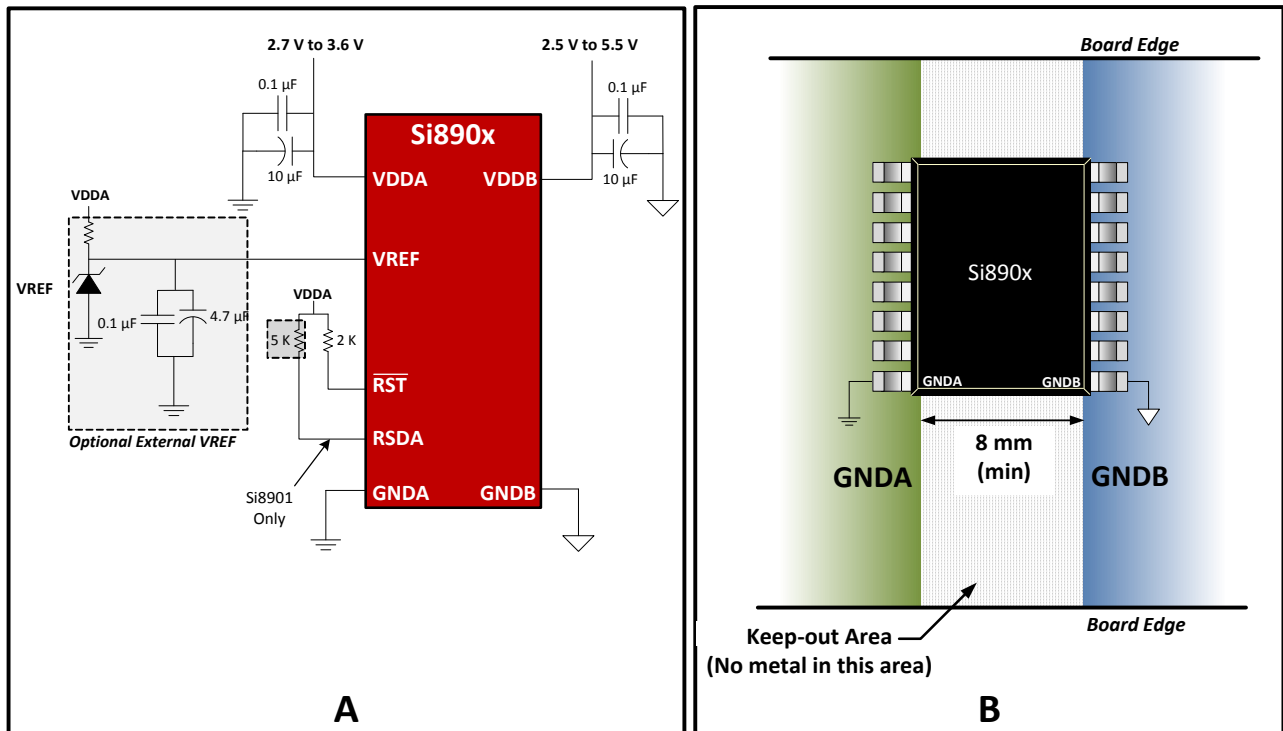 2.7 V to 3.6 V
2.5 V to 5.5 V
0.1 µF
10 µF
0.1 µF
10 µF
Si890x
VDDA
VDDB
VREF
RST
RSDA
GNDA
GNDB
VDDA
VREF
0.1 µF
4.7 µF
Optional External VREF
VDDA
5 K
2 K
Si8901
Only
A
Board Edge
Si890x
GNDA
GNDB
8 mm
(min)
GNDA
GNDB
Board Edge
Keep-out Area
(No metal in this area)
B